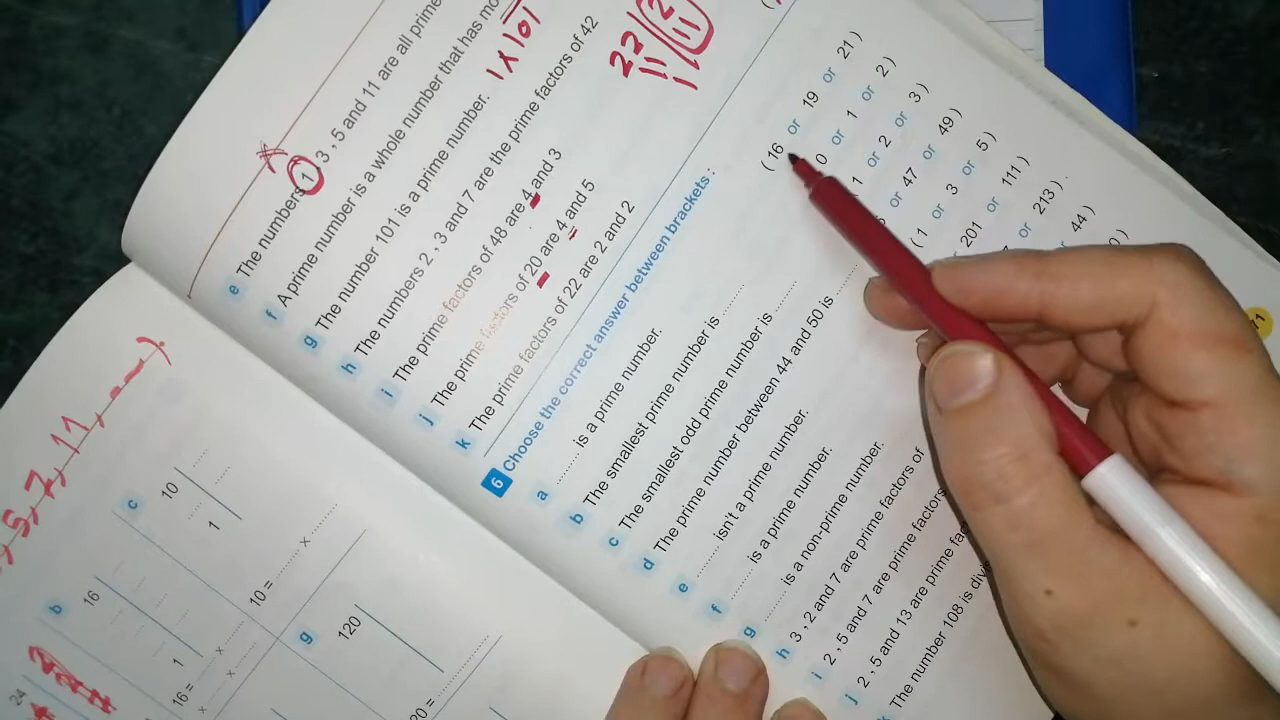 e The numbers 1, 3, 5 and 11 are all prime
f A prime number is a whole number that has
g The number 101 is a prime number. 1 X 101
h The numbers 2, 3 and 7 are the prime factors of 42
i The prime factors of 48 are 4 and 3
j The prime factors of 20 are 4 and 5
k The prime factors of 22 are 2 and 2
22 2
11 11
1
6 Choose the correct answer between brackets :
a ........ is a prime number. (16 or 19 or 21)
b The smallest prime number is ........ 0 or 1 or 2)
c The smallest odd prime number is ........ 1 or 2 or 3)
d The prime number between 44 and 50 is ........ or 47 or 49)
e ........ isn't a prime number. (1 or 3 or 5)
f ........ is a prime number. 201 or 111)
g ........ is a non-prime number. or 213).
h 3, 2 and 7 are prime factors of 44)
i 2, 5 and 7 are prime factors
j 2, 5 and 13 are prime
The number 108 is
5, 7, 11,
b 16
1
16 = ........ x ........
x
c 10
1
10 = ........ x ........
g 120
24